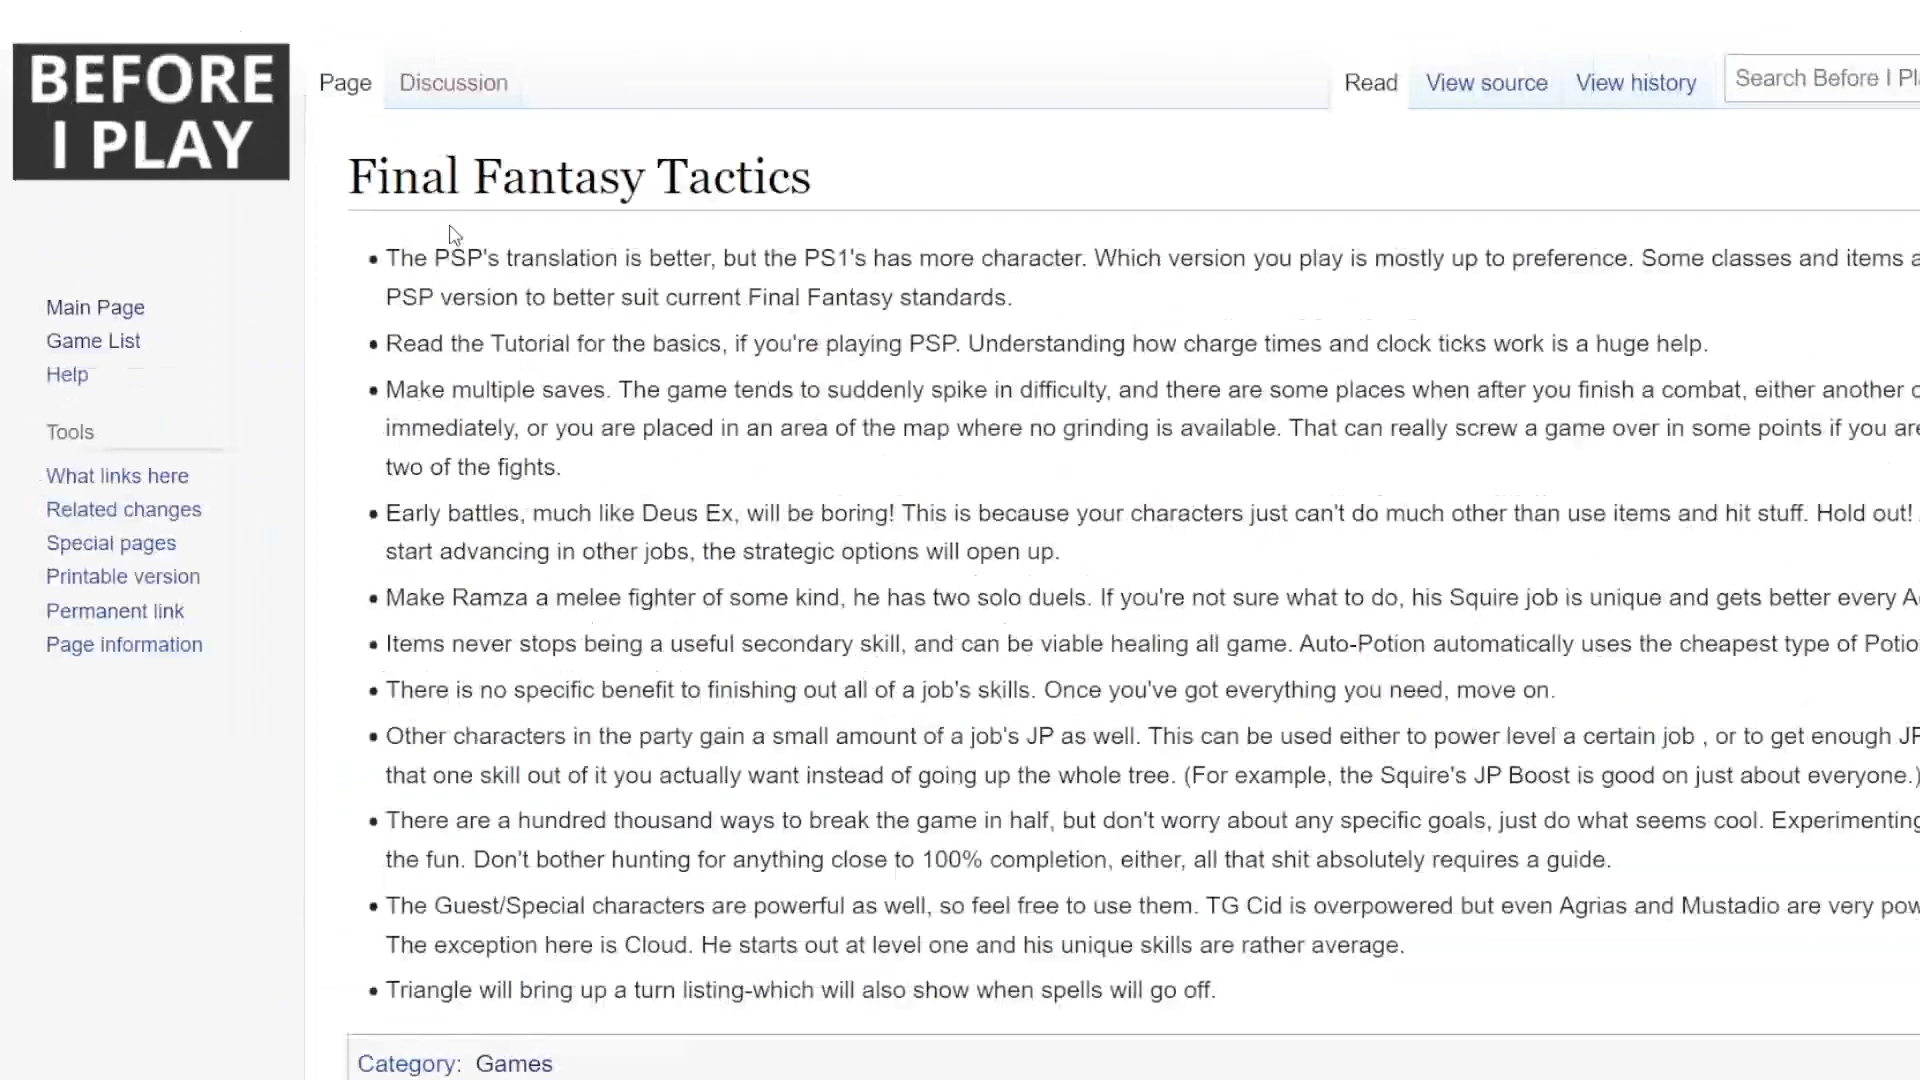 BEFORE
I PLAY
Page
Discussion
Read
View source
View history
Search Before I Pl
Final Fantasy Tactics
Main Page
Game List
Help
Tools
What links here
Related changes
Special pages
Printable version
Permanent link
Page information
• The PSP's translation is better, but the PS1's has more character. Which version you play is mostly up to preference. Some classes and items a
PSP version to better suit current Final Fantasy standards.
• Read the Tutorial for the basics, if you're playing PSP. Understanding how charge times and clock ticks work is a huge help.
• Make multiple saves. The game tends to suddenly spike in difficulty, and there are some places when after you finish a combat, either another
immediately, or you are placed in an area of the map where no grinding is available. That can really screw a game over in some points if you are
two of the fights.
• Early battles, much like Deus Ex, will be boring! This is because your characters just can't do much other than use items and hit stuff. Hold out!
start advancing in other jobs, the strategic options will open up.
• Make Ramza a melee fighter of some kind, he has two solo duels. If you're not sure what to do, his Squire job is unique and gets better every A
• Items never stops being a useful secondary skill, and can be viable healing all game. Auto-Potion automatically uses the cheapest type of Potio
• There is no specific benefit to finishing out all of a job's skills. Once you've got everything you need, move on.
• Other characters in the party gain a small amount of a job's JP as well. This can be used either to power level a certain job , or to get enough JP
that one skill out of it you actually want instead of going up the whole tree. (For example, the Squire's JP Boost is good on just about everyone.)
• There are a hundred thousand ways to break the game in half, but don't worry about any specific goals, just do what seems cool. Experimenting
the fun. Don't bother hunting for anything close to 100% completion, either, all that shit absolutely requires a guide.
• The Guest/Special characters are powerful as well, so feel free to use them. TG Cid is overpowered but even Agrias and Mustadio are very pow
The exception here is Cloud. He starts out at level one and his unique skills are rather average.
• Triangle will bring up a turn listing-which will also show when spells will go off.
Category: Games